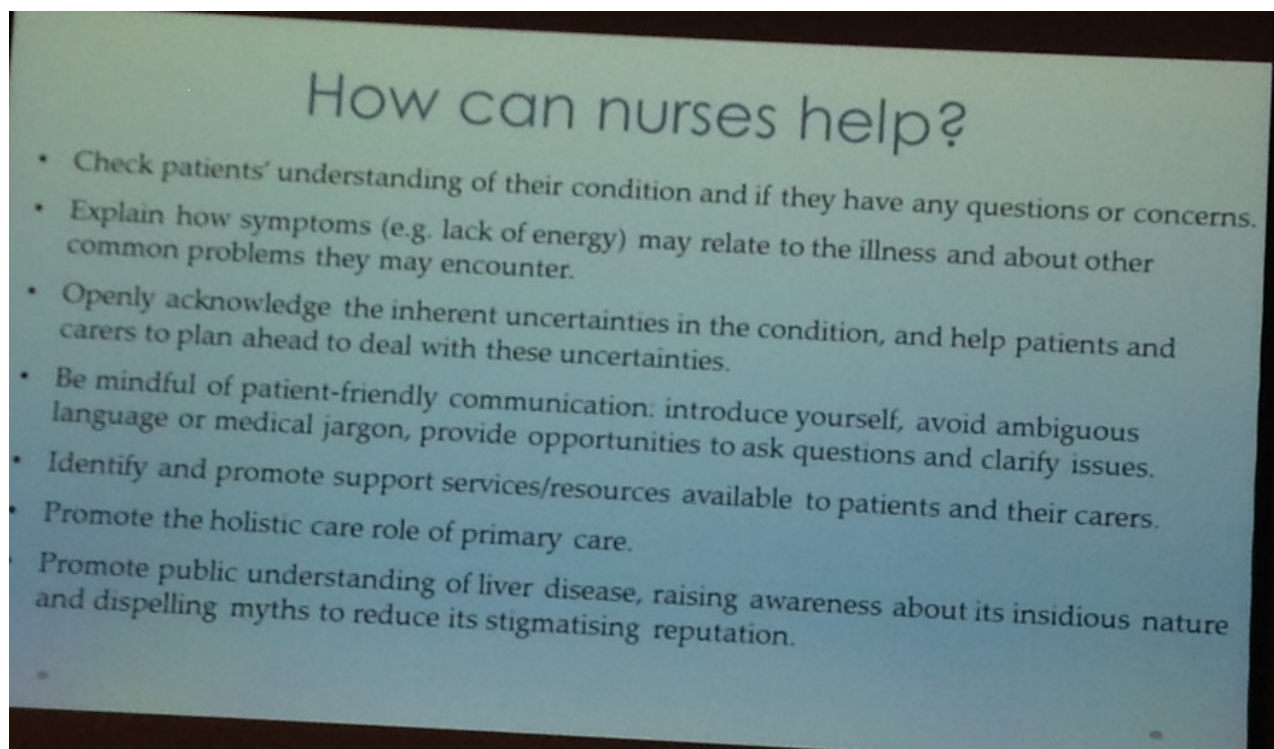 How can nurses help?
• Check patients' understanding of their condition and if they have any questions or concerns.
• Explain how symptoms (e.g. lack of energy) may relate to the illness and about other
common problems they may encounter.
• Openly acknowledge the inherent uncertainties in the condition, and help patients and
carers to plan ahead to deal with these uncertainties.
• Be mindful of patient-friendly communication: introduce yourself, avoid ambiguous
language or medical jargon, provide opportunities to ask questions and clarify issues.
• Identify and promote support services/resources available to patients and their carers.
• Promote the holistic care role of primary care.
• Promote public understanding of liver disease, raising awareness about its insidious nature
and dispelling myths to reduce its stigmatising reputation.